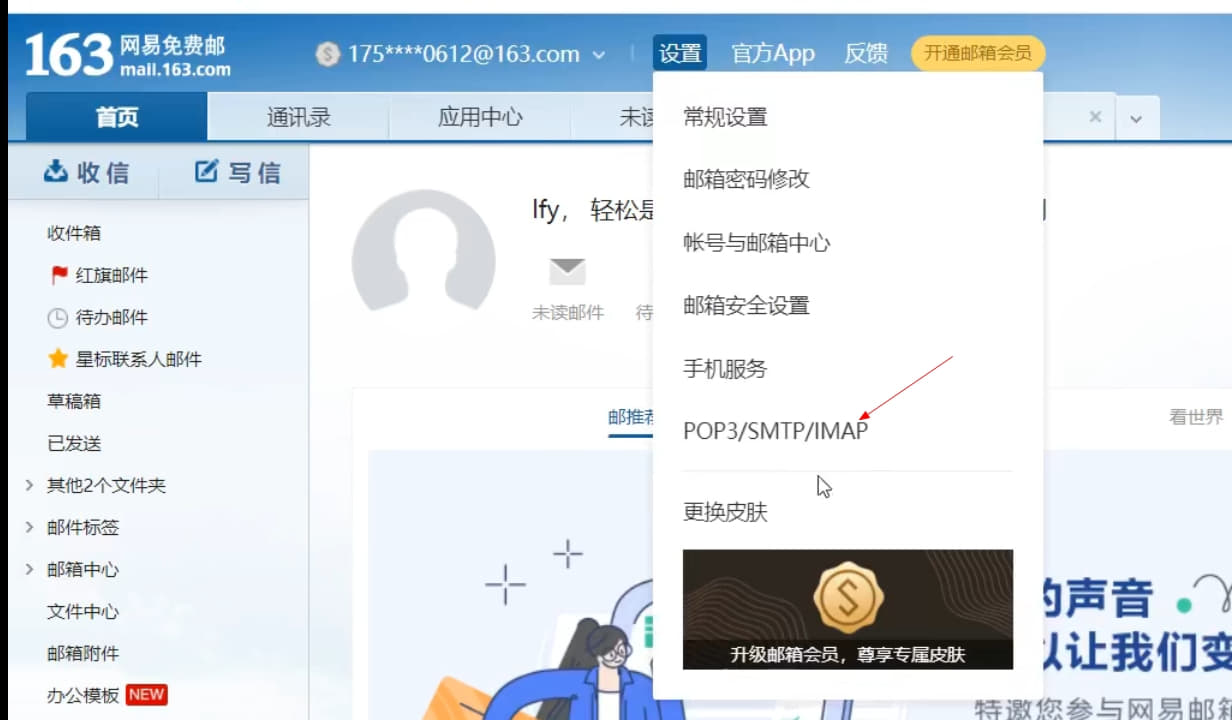 163 网易免费邮
mail.163.com
175****0612@163.com
设置 官方App 反馈 开通邮箱会员
首页 通讯录 应用中心 未读
常规设置
邮箱密码修改
帐号与邮箱中心
邮箱安全设置
手机服务
POP3/SMTP/IMAP
更换皮肤
升级邮箱会员，尊享专属皮肤
收信 写信
收件箱
红旗邮件
待办邮件
星标联系人邮件
草稿箱
已发送
其他2个文件夹
邮件标签
邮箱中心
文件中心
邮箱附件
办公模板 NEW
lfy， 轻松是
未读邮件 待
邮推荐
看世界
的声音
以让我们变
特邀您参与网易邮箱